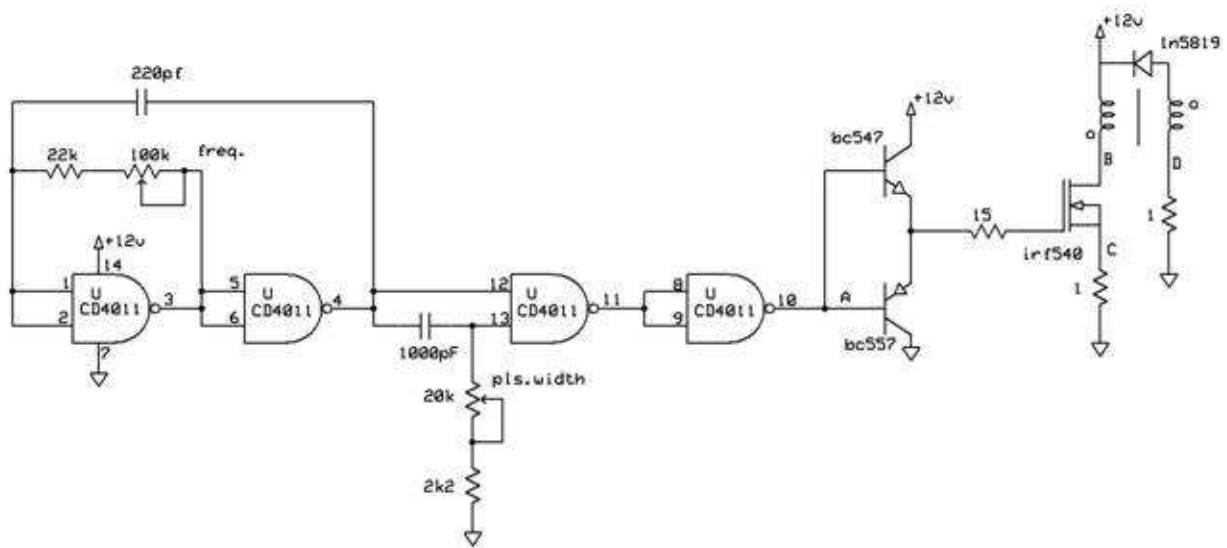 +12v
1n5819
220pf
+12v
bc547
22k
100k
freq.
B
D
15
1
+12v
14
irf540
C
1
2
U
CD4011
3
5
6
U
CD4011
4
12
13
U
CD4011
11
8
9
U
CD4011
10
A
1
7
1000pF
bc557
pls.width
20k
2k2